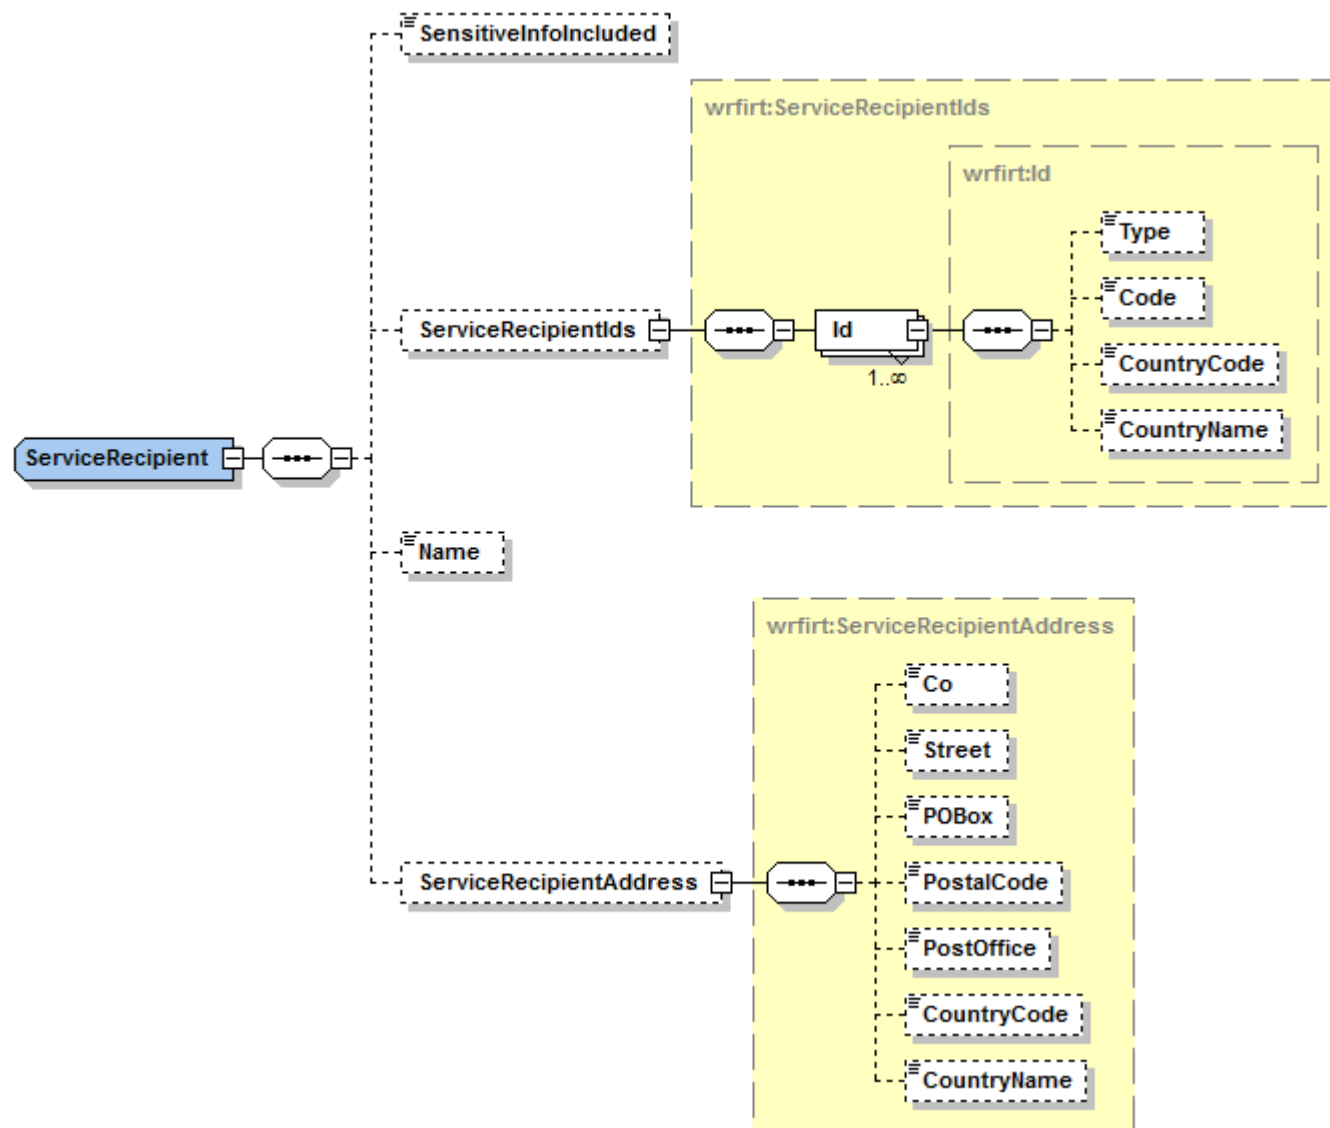 SensitiveInfoIncluded
wrfirt:ServiceRecipientIds
wrfirt:Id
Type
Code
ServiceRecipientIds
Id
CountryCode
1..∞
CountryName
ServiceRecipient
Name
wrfirt:ServiceRecipientAddress
Co
Street
POBox
ServiceRecipientAddress
PostalCode
PostOffice
CountryCode
CountryName